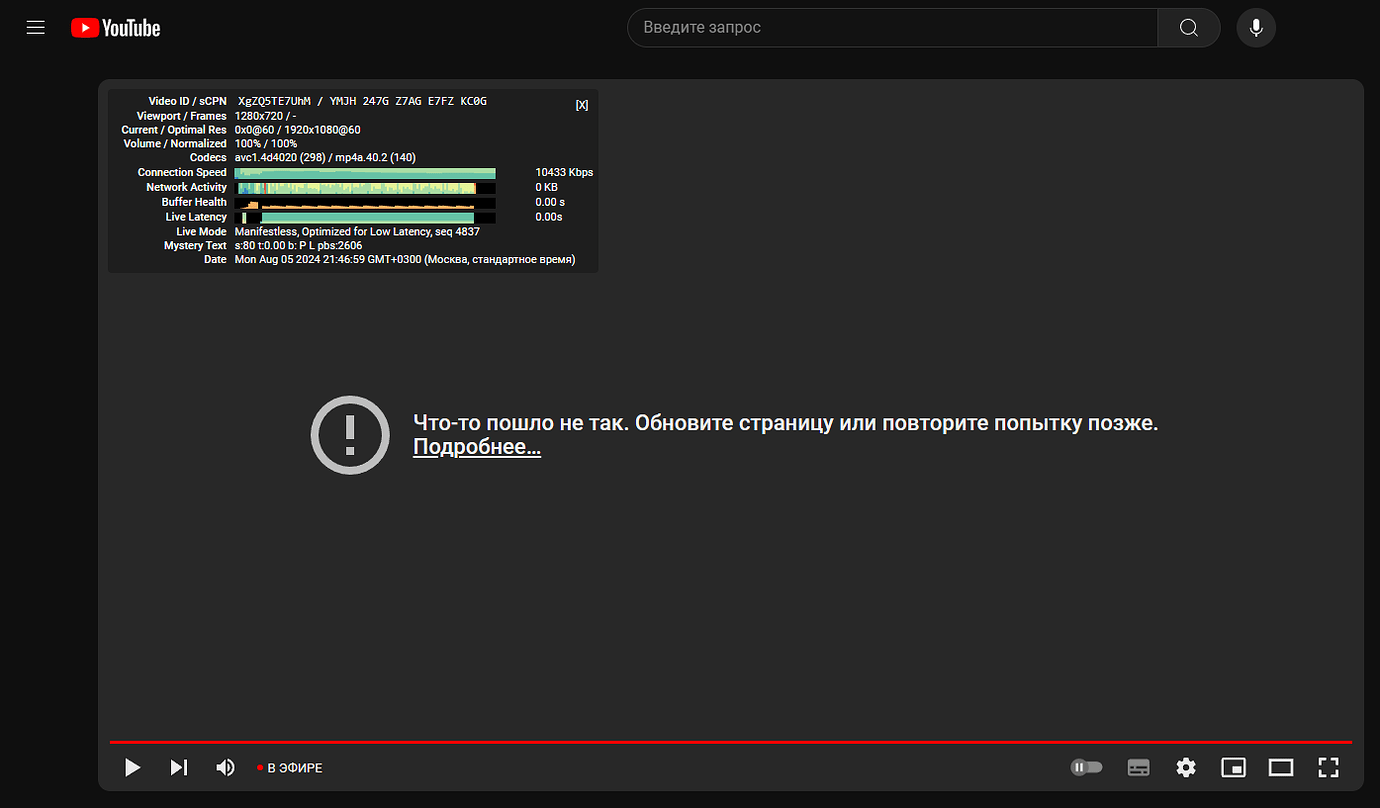 YouTube
Введите запрос
Video ID / sCPN XgZQ5TE7UhM / YMJH 247G Z7AG E7FZ KC0G
[X]
Viewport / Frames 1280x720 / -
Current / Optimal Res 0x0@60 / 1920x1080@60
Volume / Normalized 100% / 100%
Codecs avc1.4d4020 (298) / mp4a.40.2 (140)
Connection Speed 10433 Kbps
Network Activity 0 KB
Buffer Health 0.00 s
Live Latency 0.00s
Live Mode Manifestless, Optimized for Low Latency, seq 4837
Mystery Text s:80 t:0.00 b: P L pbs:2606
Date Mon Aug 05 2024 21:46:59 GMT+0300 (Москва, стандартное время)
Что-то пошло не так. Обновите страницу или повторите попытку позже.
Подробнее...
В ЭФИРЕ